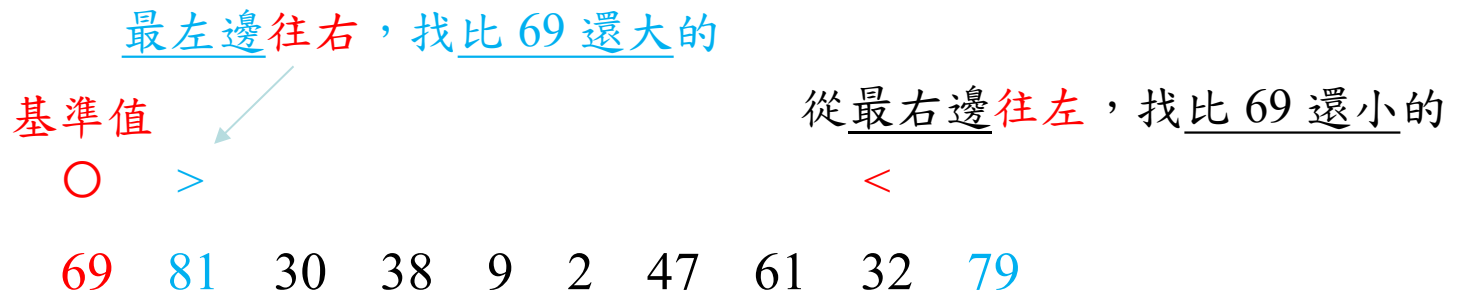 最左邊往右，找比 69 還大的
基準值
從最右邊往左，找比 69 還小的
○ > <
69 81 30 38 9 2 47 61 32 79